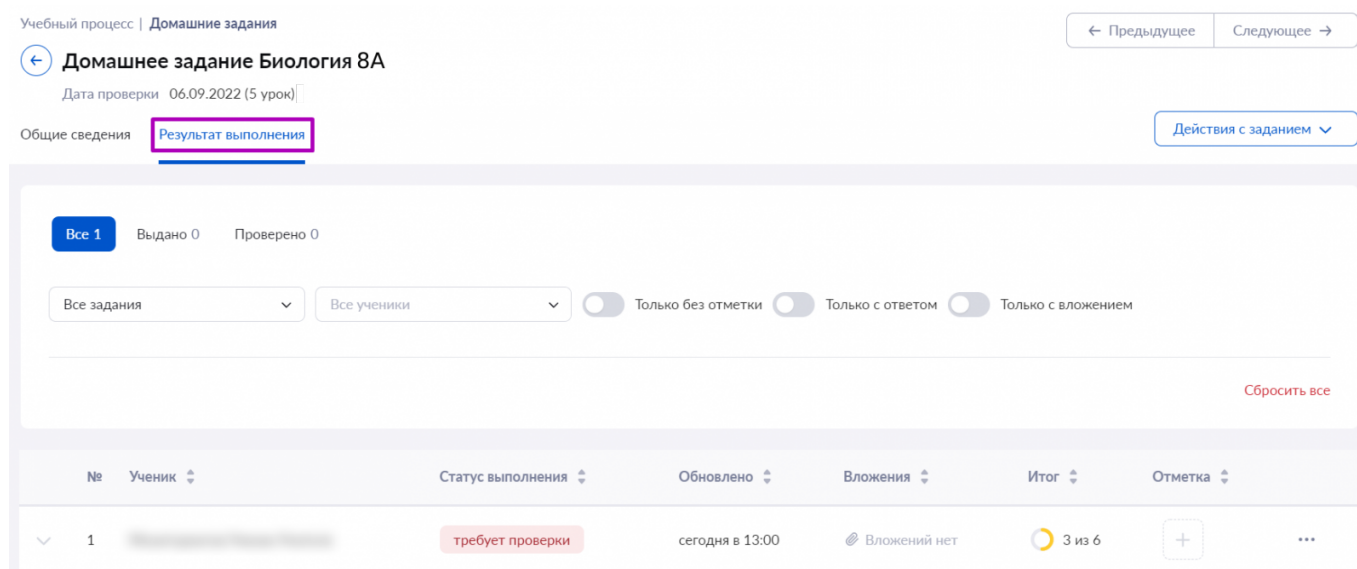 Учебный процесс | Домашние задания
← Предыдущее Следующее →
Домашнее задание Биология 8А
Дата проверки 06.09.2022 (5 урок)
Общие сведения Результат выполнения Действия с заданием
Все 1 Выдано 0 Проверено 0
Все задания Все ученики Только без отметки Только с ответом Только с вложением
Сбросить все
№ Ученик Статус выполнения Обновлено Вложения Итог Отметка
1 требует проверки сегодня в 13:00 Вложений нет 3 из 6 + ...